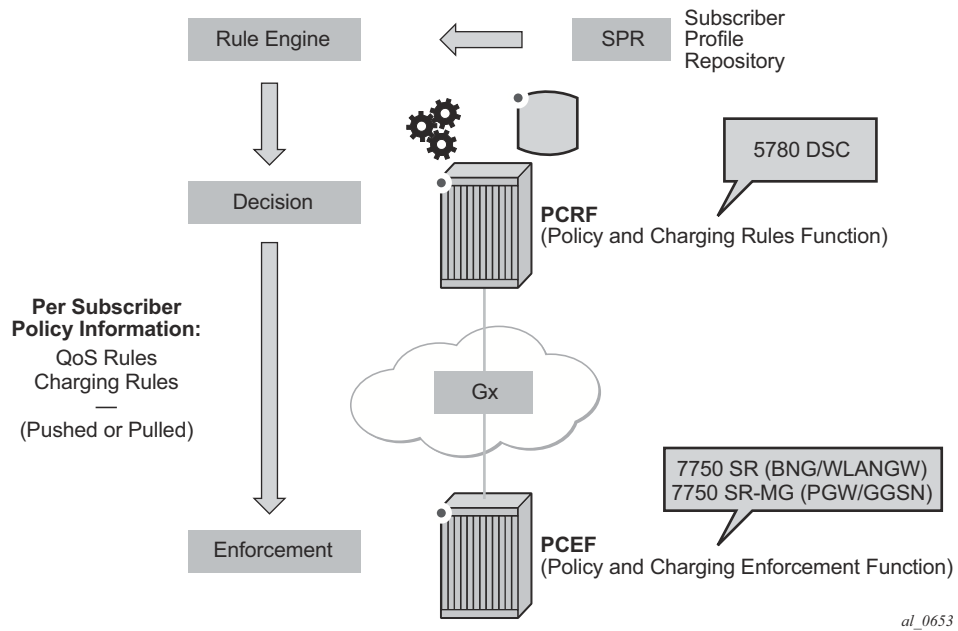 Rule Engine
SPR
Subscriber
Profile
Repository
5780 DSC
Decision
PCRF
(Policy and Charging Rules Function)
Per Subscriber
Policy Information:
QoS Rules
Charging Rules
—
(Pushed or Pulled)
Gx
7750 SR (BNG/WLANGW)
7750 SR-MG (PGW/GGSN)
Enforcement
PCEF
(Policy and Charging Enforcement Function)
al_0653